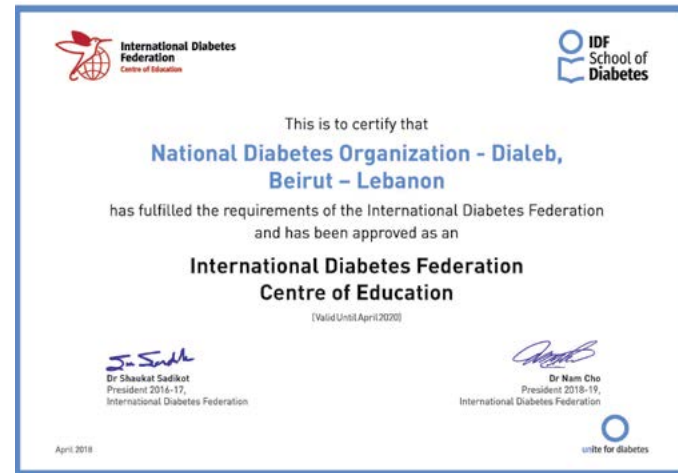 International Diabetes
Federation
Centre of Education
IDF
School of
Diabetes
This is to certify that
National Diabetes Organization - Dialeb,
Beirut – Lebanon
has fulfilled the requirements of the International Diabetes Federation
and has been approved as an
International Diabetes Federation
Centre of Education
(Valid Until April 2020)
Dr Shaukat Sadikot
President 2016-17,
International Diabetes Federation
Dr Nam Cho
President 2018-19,
International Diabetes Federation
April 2018
unite for diabetes